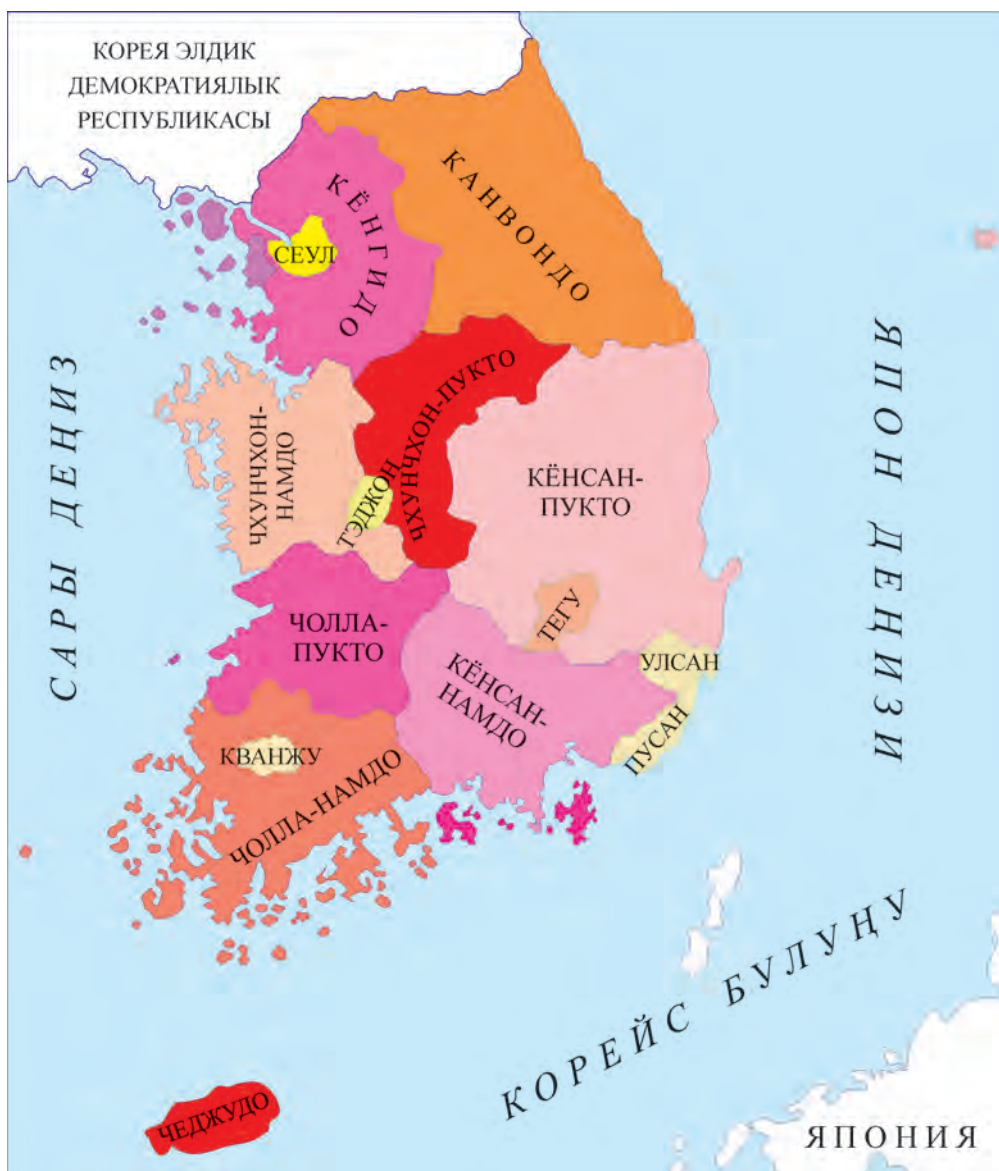 КОРЕЯ ЭЛДИК
ДЕМОКРАТИЯЛЫК
РЕСПУБЛИКАСЫ
КАНВОНДО
КЁНГИДО
СЕУЛ
ЧХУНЧХОН-ПУКТО
ЧХУНЧХОН-
НАМДО
ТЭДЖОН
КЁНСАН-
ПУКТО
САРЫ ДЕҢИЗ
ЯПОН ДЕҢИЗИ
ТЕГУ
ЧОЛЛА-
ПУКТО
УЛСАН
КЁНСАН-
НАМДО
ПУСАН
КВАНЖУ
ЧОЛЛА-НАМДО
КОРЕЙС БУЛУҢУ
ЧЕДЖУДО
ЯПОНИЯ